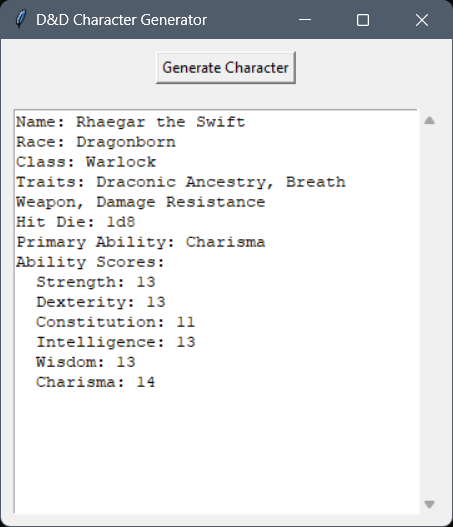 D&D Character Generator
Generate Character
Name: Rhaegar the Swift
Race: Dragonborn
Class: Warlock
Traits: Draconic Ancestry, Breath
Weapon, Damage Resistance
Hit Die: 1d8
Primary Ability: Charisma
Ability Scores:
  Strength: 13
  Dexterity: 13
  Constitution: 11
  Intelligence: 13
  Wisdom: 13
  Charisma: 14